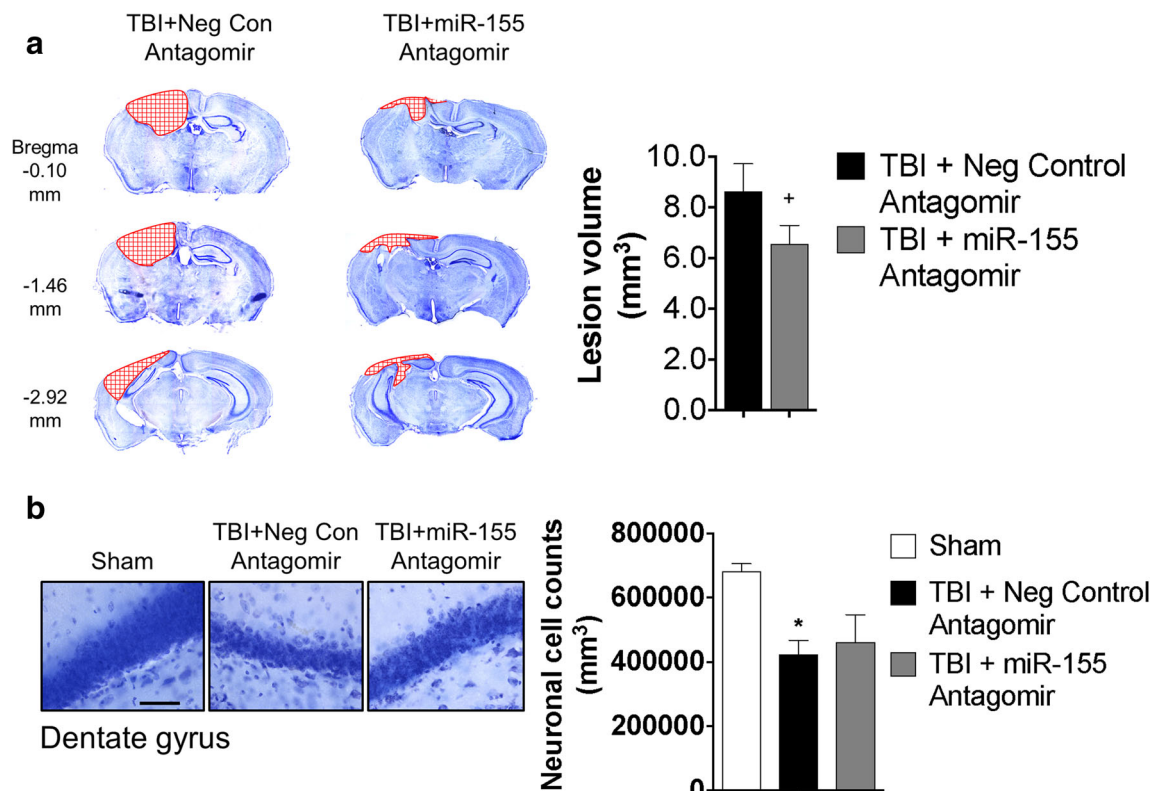 a
TBI+Neg Con
Antagomir
TBI+miR-155
Antagomir
Bregma
-0.10
mm
-1.46
mm
-2.92
mm
Lesion volume
(mm³)
10.0
8.0
6.0
4.0
2.0
0.0
+
TBI + Neg Control
Antagomir
TBI + miR-155
Antagomir
b
Sham
TBI+Neg Con
Antagomir
TBI+miR-155
Antagomir
Dentate gyrus
Neuronal cell counts
(mm³)
800000
600000
400000
200000
0
*
Sham
TBI + Neg Control
Antagomir
TBI + miR-155
Antagomir